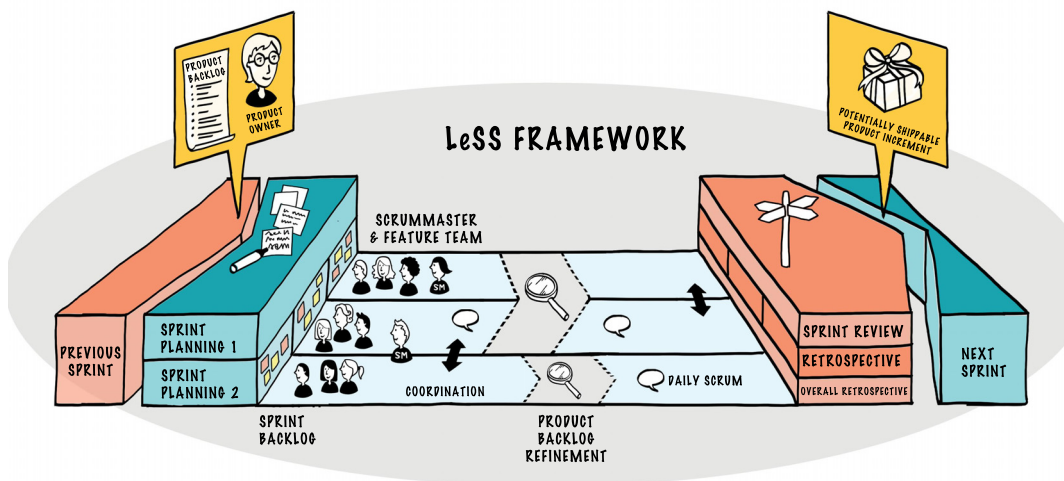 PRODUCT
BACKLOG
PRODUCT
OWNER
LeSS FRAMEWORK
POTENTIALLY SHIPPABLE
PRODUCT INCREMENT
SCRUMMASTER
& FEATURE TEAM
SM
SM
PREVIOUS
SPRINT
SPRINT
PLANNING 1
SPRINT
PLANNING 2
COORDINATION
DAILY SCRUM
SPRINT REVIEW
RETROSPECTIVE
OVERALL RETROSPECTIVE
NEXT
SPRINT
SPRINT
BACKLOG
PRODUCT
BACKLOG
REFINEMENT